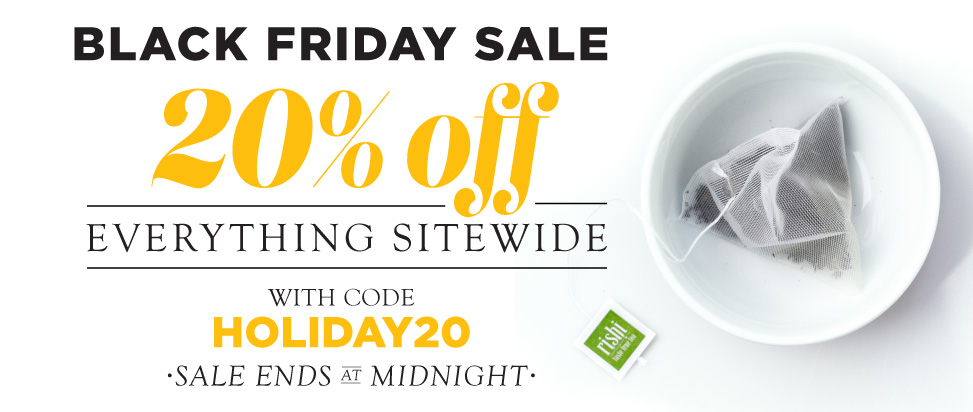 BLACK FRIDAY SALE
20% off
EVERYTHING SITEWIDE
WITH CODE
HOLIDAY20
·SALE ENDS AT MIDNIGHT·
rishi